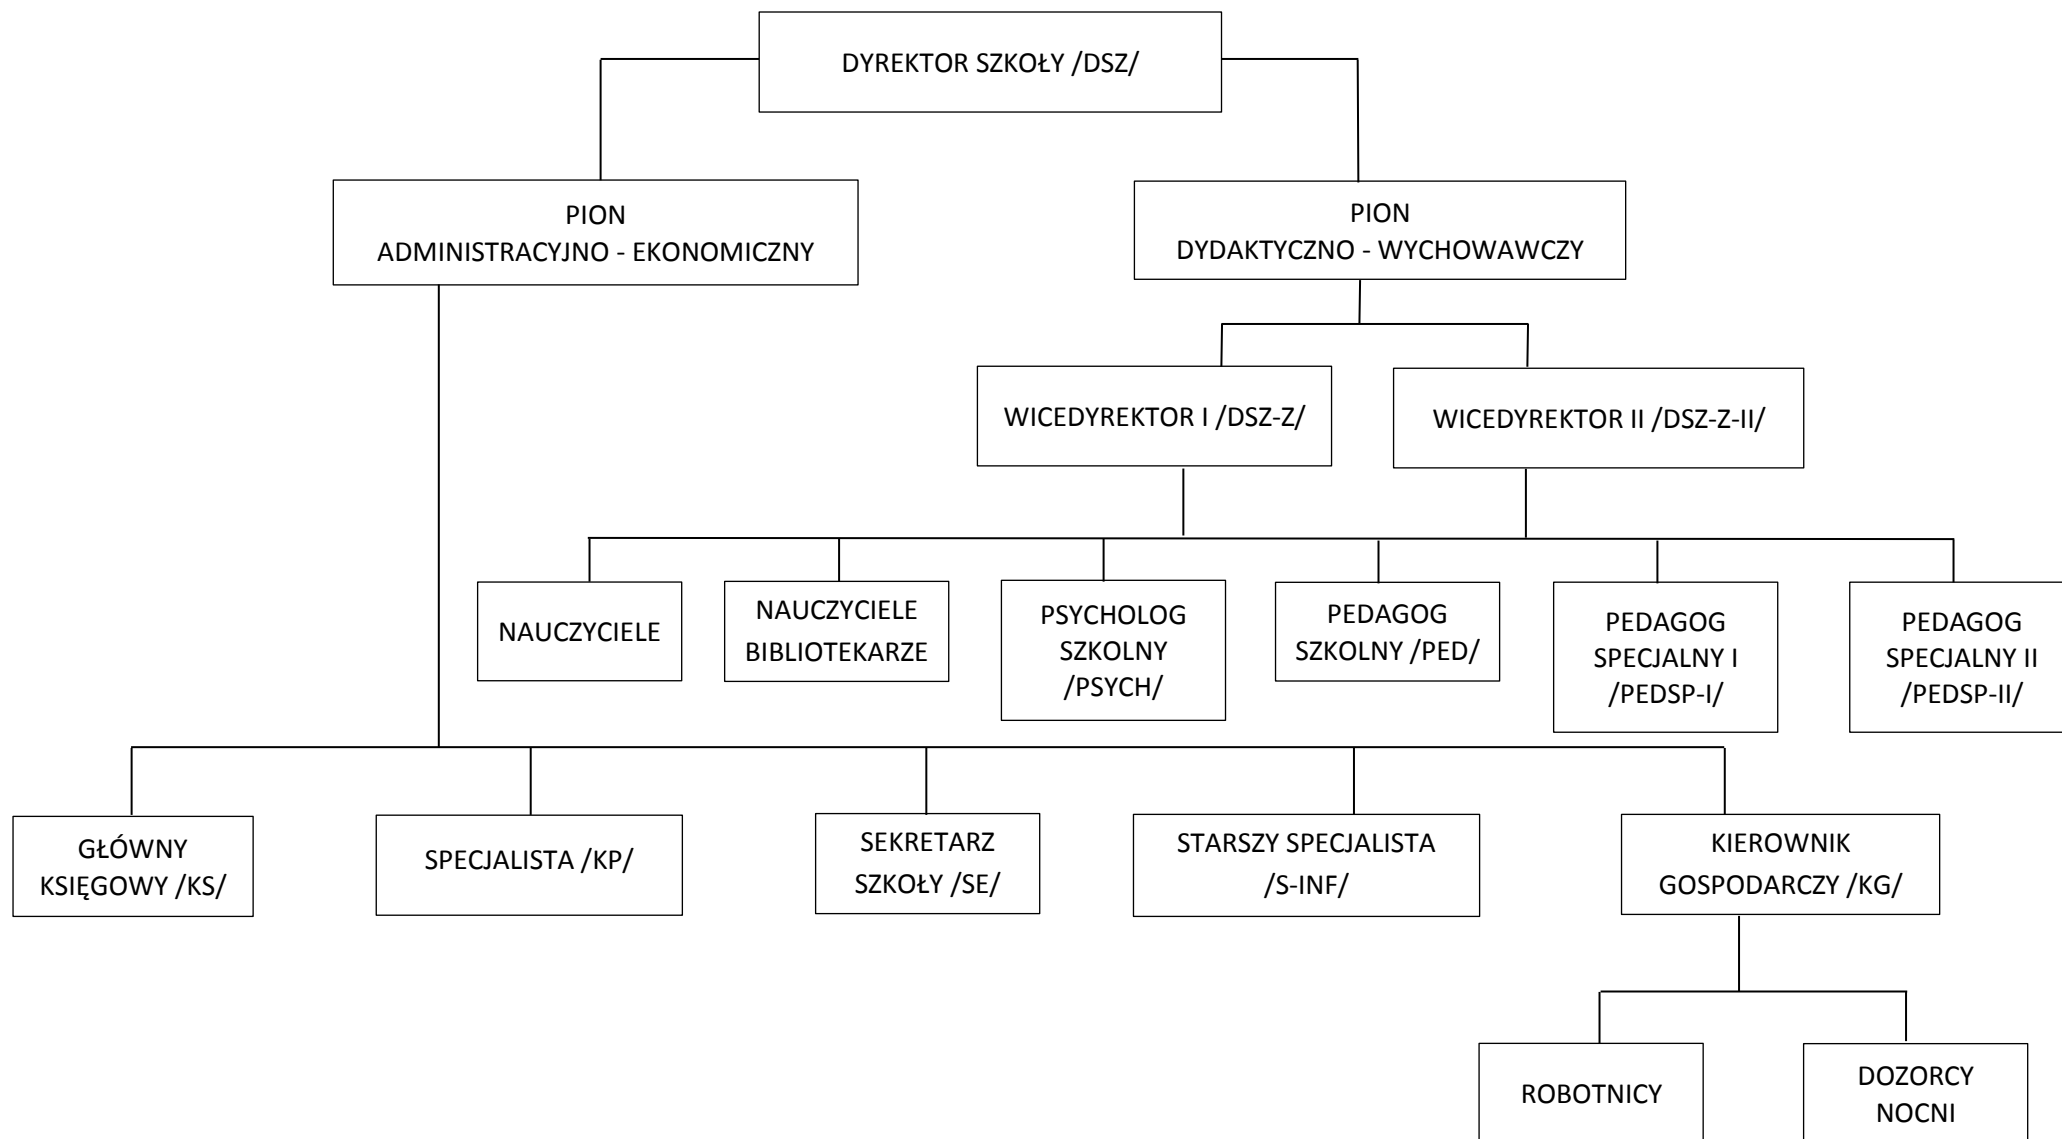 DYREKTOR SZKOŁY /DSZ/
PION
ADMINISTRACYJNO - EKONOMICZNY
PION
DYDAKTYCZNO - WYCHOWAWCZY
WICEDYREKTOR I /DSZ-Z/
WICEDYREKTOR II /DSZ-Z-II/
NAUCZYCIELE
NAUCZYCIELE
BIBLIOTEKARZE
PSYCHOLOG
SZKOLNY
/PSYCH/
PEDAGOG
SZKOLNY /PED/
PEDAGOG
SPECJALNY I
/PEDSP-I/
PEDAGOG
SPECJALNY II
/PEDSP-II/
GŁÓWNY
KSIĘGOWY /KS/
SPECJALISTA /KP/
SEKRETARZ
SZKOŁY /SE/
STARSZY SPECJALISTA
/S-INF/
KIEROWNIK
GOSPODARCZY /KG/
ROBOTNICY
DOZORCY
NOCNI